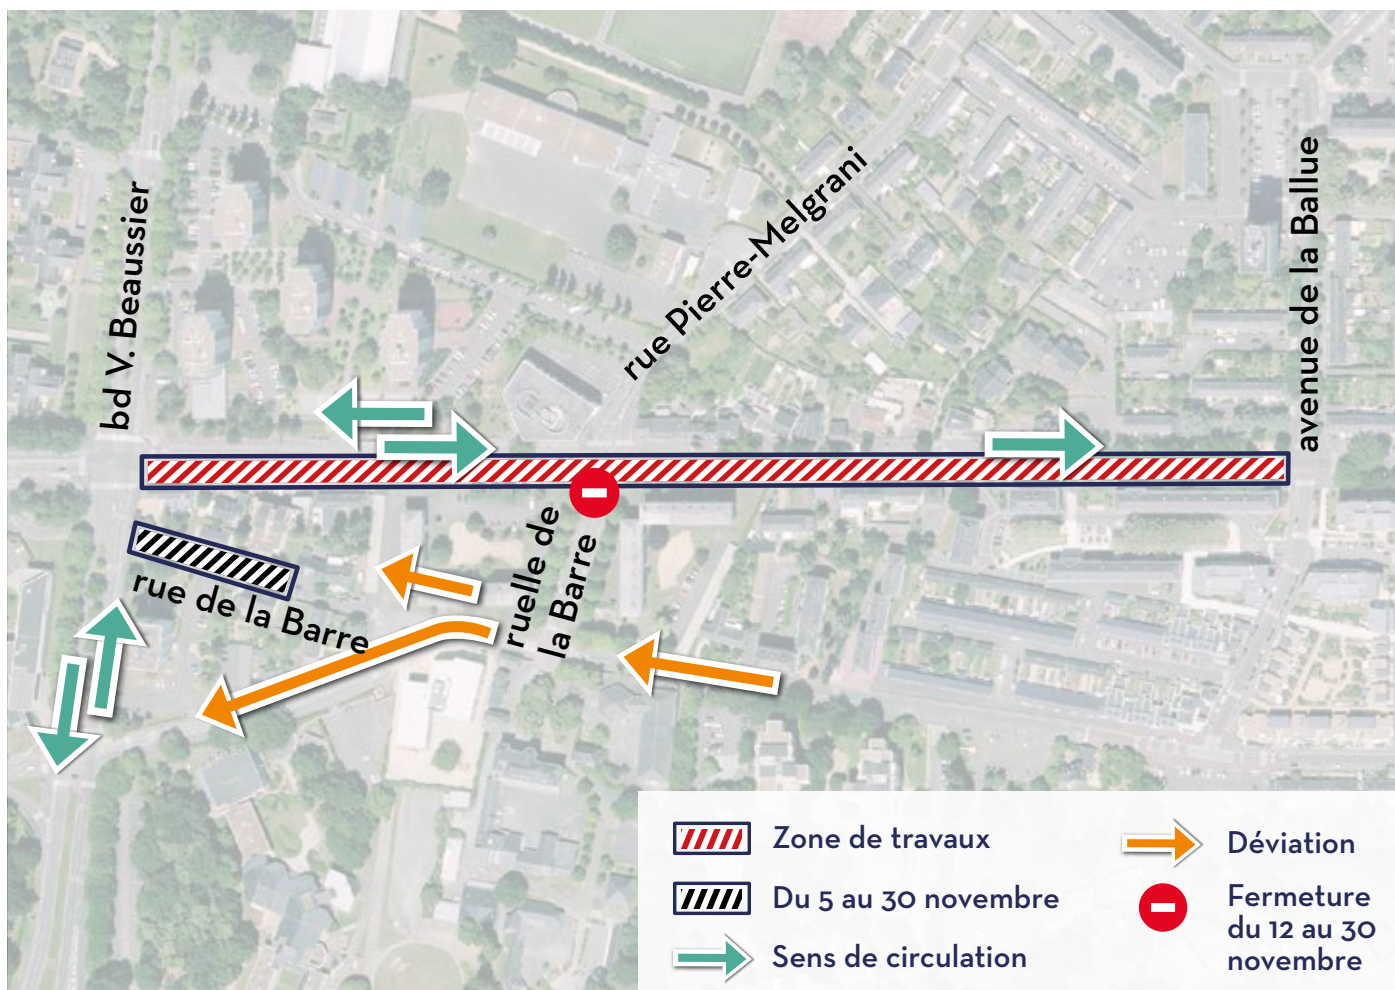 bd V. Beaussier
rue Pierre-Melgrani
avenue de la Ballue
ruelle de
la Barre
rue de la Barre
Zone de travaux
Du 5 au 30 novembre
Sens de circulation
Déviation
Fermeture
du 12 au 30
novembre